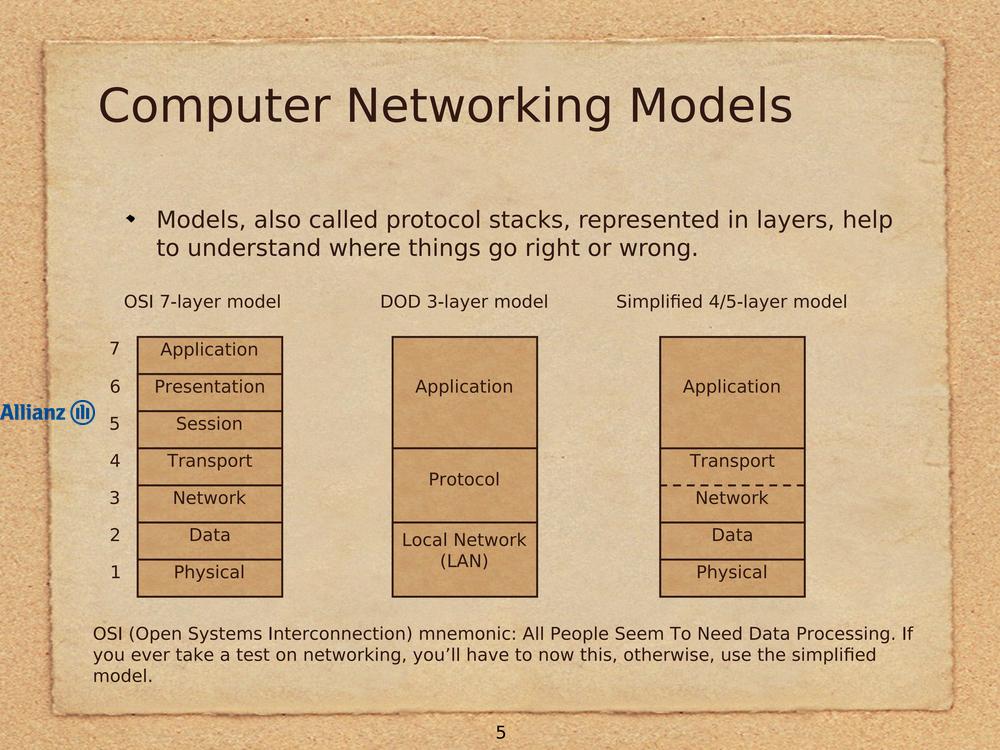 Computer Networking Models
Models, also called protocol stacks, represented in layers, help
to understand where things go right or wrong.
OSI 7-layer model
DOD 3-layer model
Simplified 4/5-layer model
7 Application
6 Presentation
5 Session
4 Transport
3 Network
2 Data
1 Physical
Application
Protocol
Local Network
(LAN)
Application
Transport
Network
Data
Physical
Allianz
OSI (Open Systems Interconnection) mnemonic: All People Seem To Need Data Processing. If
you ever take a test on networking, you’ll have to now this, otherwise, use the simplified
model.
5